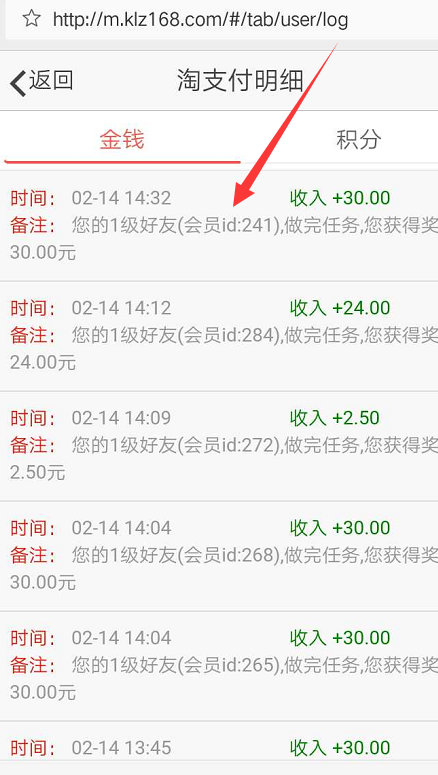 http://m.klz168.com/#/tab/user/log
返回 淘支付明细
金钱 积分
时间： 02-14 14:32 收入 +30.00
备注： 您的1级好友(会员id:241),做完任务,您获得奖
30.00元
时间： 02-14 14:12 收入 +24.00
备注： 您的1级好友(会员id:284),做完任务,您获得奖
24.00元
时间： 02-14 14:09 收入 +2.50
备注： 您的1级好友(会员id:272),做完任务,您获得奖
2.50元
时间： 02-14 14:04 收入 +30.00
备注： 您的1级好友(会员id:268),做完任务,您获得奖
30.00元
时间： 02-14 14:04 收入 +30.00
备注： 您的1级好友(会员id:265),做完任务,您获得奖
30.00元
时间： 02-14 13:45 收入 +30.00